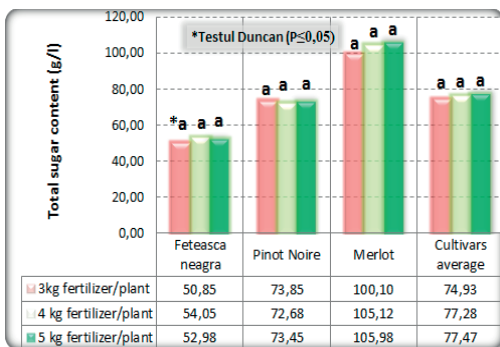 120,00
*Testul Duncan (P≤0,05)
100,00
80,00
60,00
40,00
20,00
0,00
Total sugar content (g/l)
*a a a
a a a
a a a
a a a
Feteasca neagra Pinot Noire Merlot Cultivars average
3kg fertilizer/plant 50,85 73,85 100,10 74,93
4 kg fertilizer/plant 54,05 72,68 105,12 77,28
5 kg fertilizer/plant 52,98 73,45 105,98 77,47